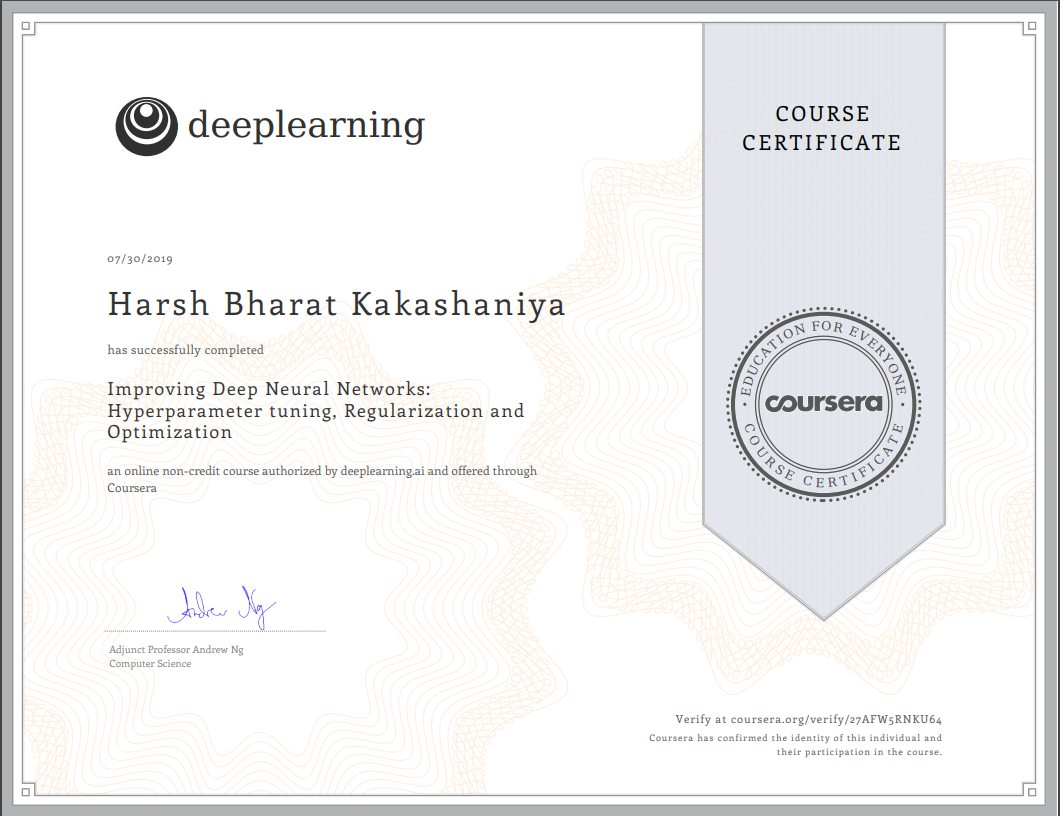 deeplearning
COURSE
CERTIFICATE
07/30/2019
Harsh Bharat Kakashaniya
has successfully completed
Improving Deep Neural Networks:
Hyperparameter tuning, Regularization and
Optimization
an online non-credit course authorized by deeplearning.ai and offered through
Coursera
EDUCATION FOR EVERYONE
coursera
COURSE CERTIFICATE
Andrew Ng
Adjunct Professor Andrew Ng
Computer Science
Verify at coursera.org/verify/27AFW5RNKU64
Coursera has confirmed the identity of this individual and
their participation in the course.